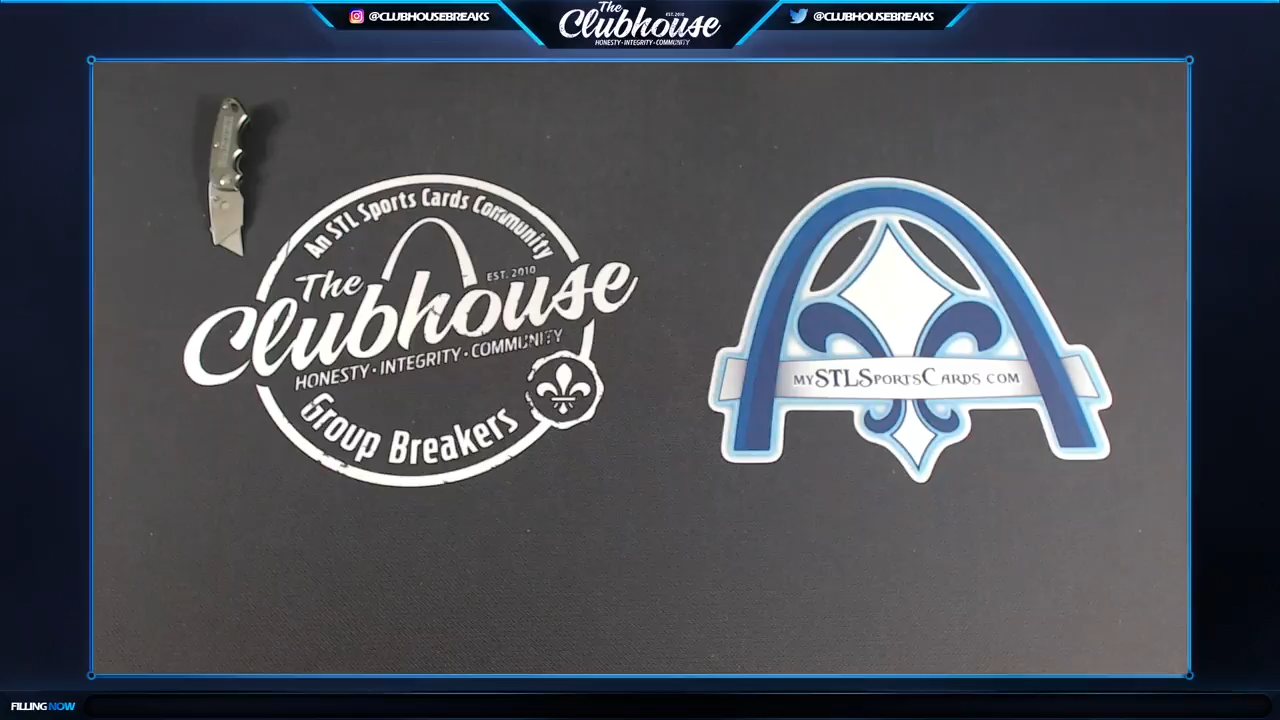 @CLUBHOUSEBREAKS
The
Clubhouse
EST. 2010
HONESTY • INTEGRITY • COMMUNITY
@CLUBHOUSEBREAKS
An STL Sports Cards Community
The
EST. 2010
Clubhouse
HONESTY • INTEGRITY • COMMUNITY
Group Breakers
MYSTLSPORTSCARDS.COM
FILLING NOW